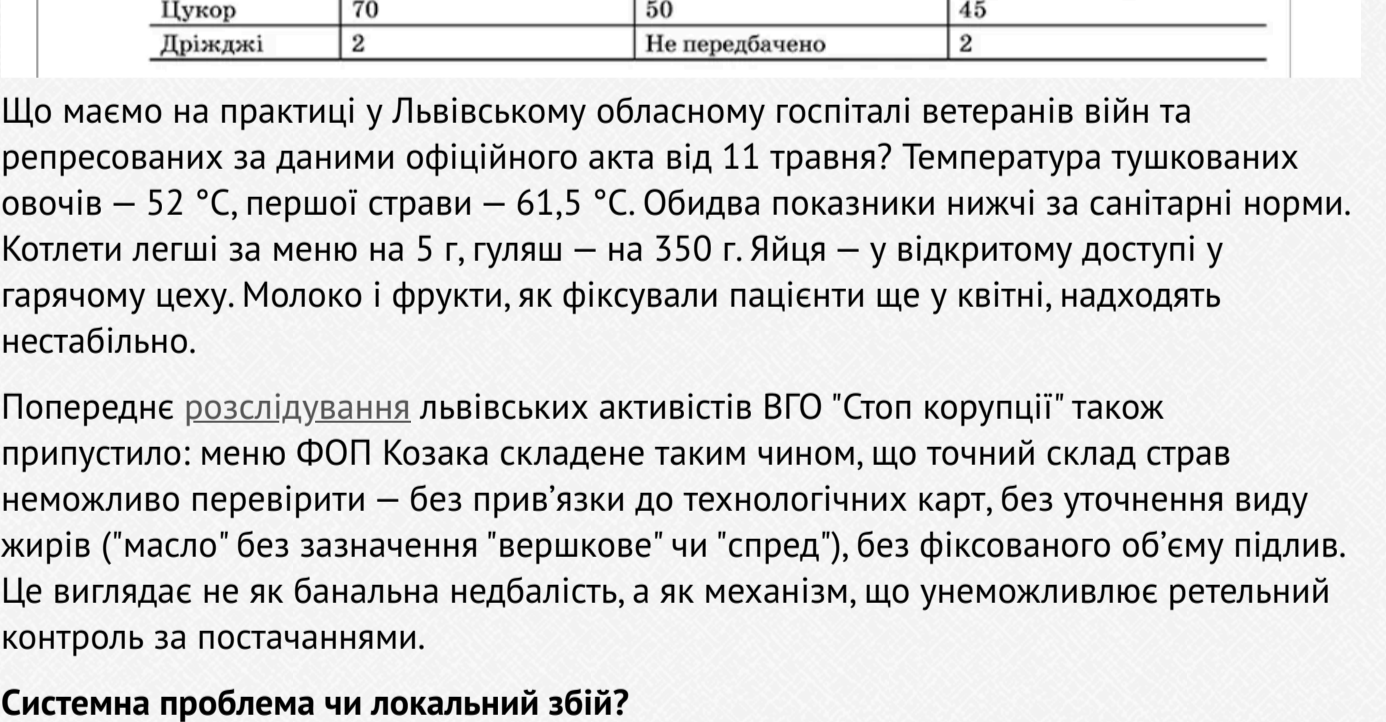 Цукор 70 50 45
Дріжджі 2 Не передбачено 2
Що маємо на практиці у Львівському обласному госпіталі ветеранів війн та
репресованих за даними офіційного акта від 11 травня? Температура тушкованих
овочів — 52 °C, першої страви — 61,5 °C. Обидва показники нижчі за санітарні норми.
Котлети легші за меню на 5 г, гуляш — на 350 г. Яйця — у відкритому доступі у
гарячому цеху. Молоко і фрукти, як фіксували пацієнти ще у квітні, надходять
нестабільно.
Попереднє розслідування львівських активістів ВГО "Стоп корупції" також
припустило: меню ФОП Козака складене таким чином, що точний склад страв
неможливо перевірити — без прив’язки до технологічних карт, без уточнення виду
жирів ("масло" без зазначення "вершкове" чи "спред"), без фіксованого об’єму підлив.
Це виглядає не як банальна недбалість, а як механізм, що унеможливлює ретельний
контроль за постачаннями.
Системна проблема чи локальний збій?